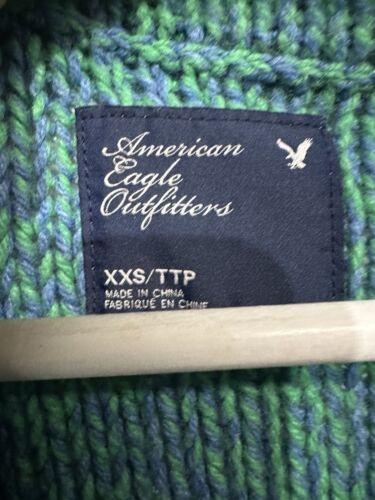 American
Eagle
Outfitters
XXS/TTP
MADE IN CHINA
FABRIQUÉ EN CHINE